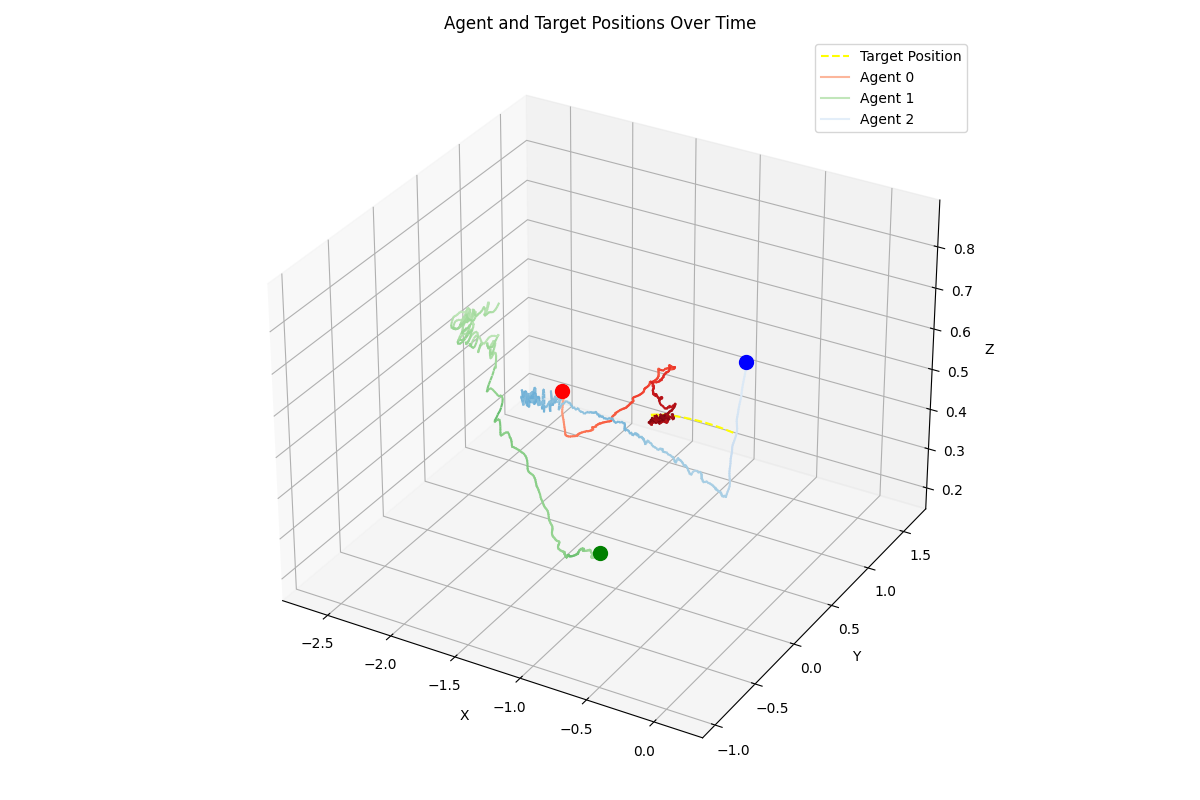 Agent and Target Positions Over Time
Target Position
Agent 0
Agent 1
Agent 2
0.8
0.7
0.6
0.5
0.4
0.3
0.2
Z
1.5
1.0
0.5
0.0
−0.5
−1.0
Y
−2.5
−2.0
−1.5
−1.0
−0.5
0.0
X